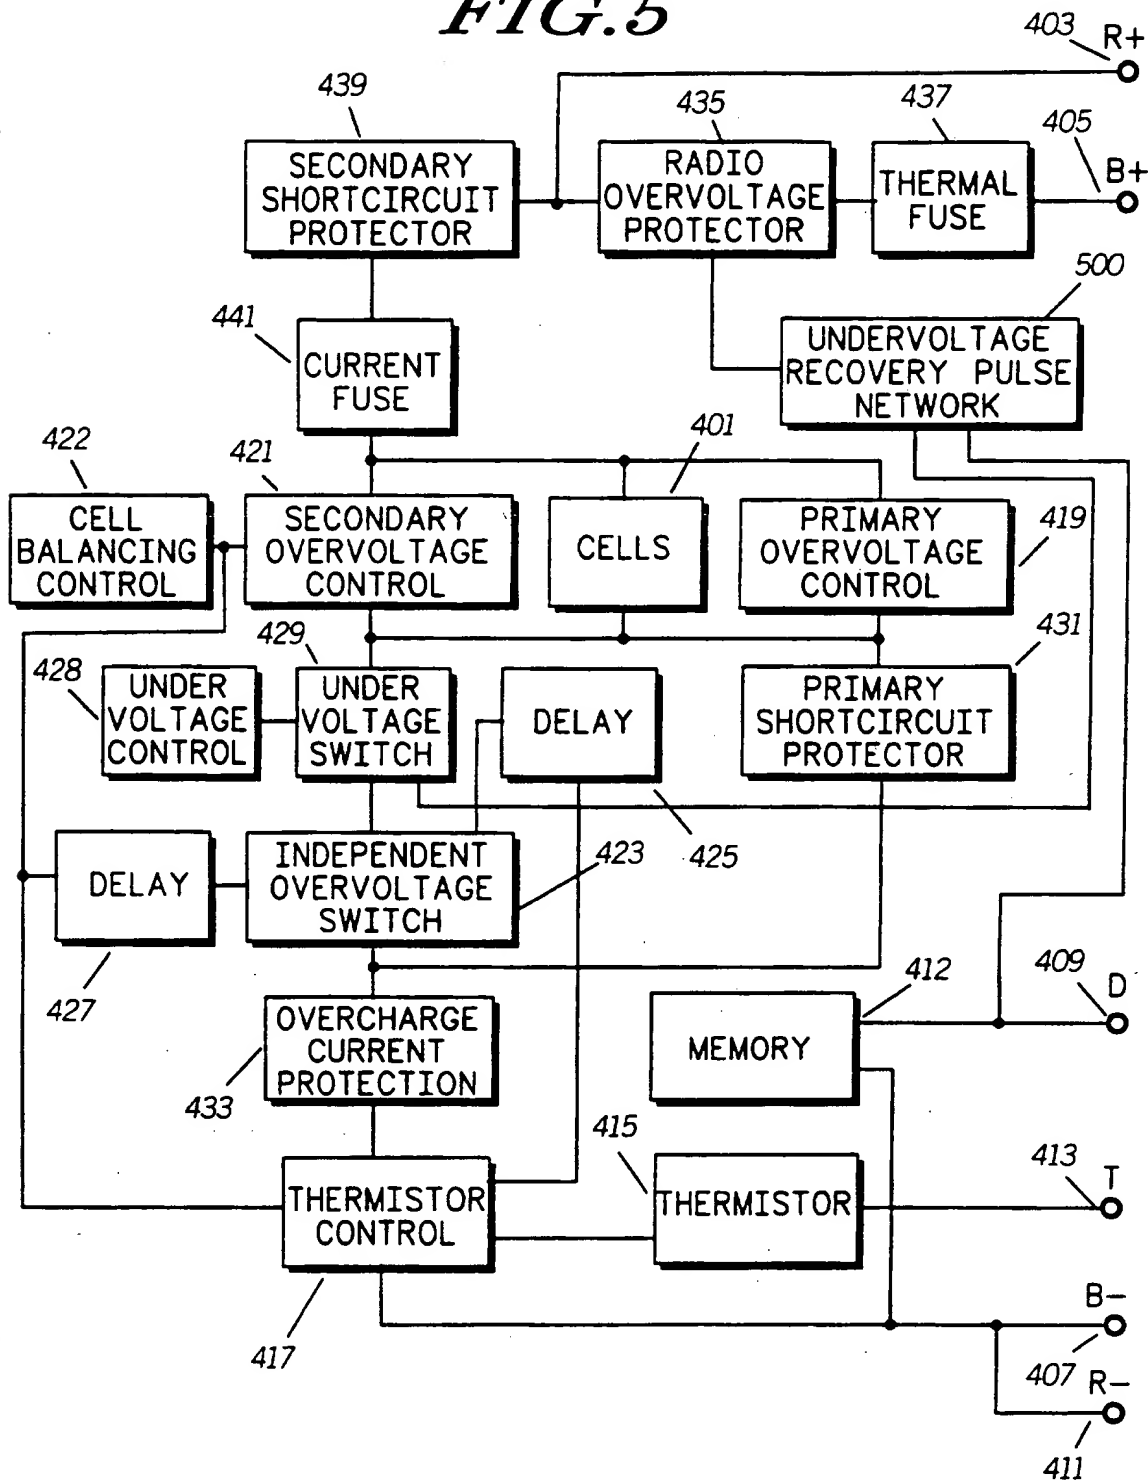 FIG.5
403
R+
439
435
437
405
B+
SECONDARY
SHORTCIRCUIT
PROTECTOR
RADIO
OVERVOLTAGE
PROTECTOR
THERMAL
FUSE
500
441
CURRENT
FUSE
UNDERVOLTAGE
RECOVERY PULSE
NETWORK
422
421
401
CELL
BALANCING
CONTROL
SECONDARY
OVERVOLTAGE
CONTROL
CELLS
PRIMARY
OVERVOLTAGE
CONTROL
419
429
431
428
UNDER
VOLTAGE
CONTROL
UNDER
VOLTAGE
SWITCH
DELAY
PRIMARY
SHORTCIRCUIT
PROTECTOR
425
DELAY
INDEPENDENT
OVERVOLTAGE
SWITCH
423
427
412
409
D
OVERCHARGE
CURRENT
PROTECTION
MEMORY
433
415
413
T
THERMISTOR
CONTROL
THERMISTOR
417
B-
407
R-
411